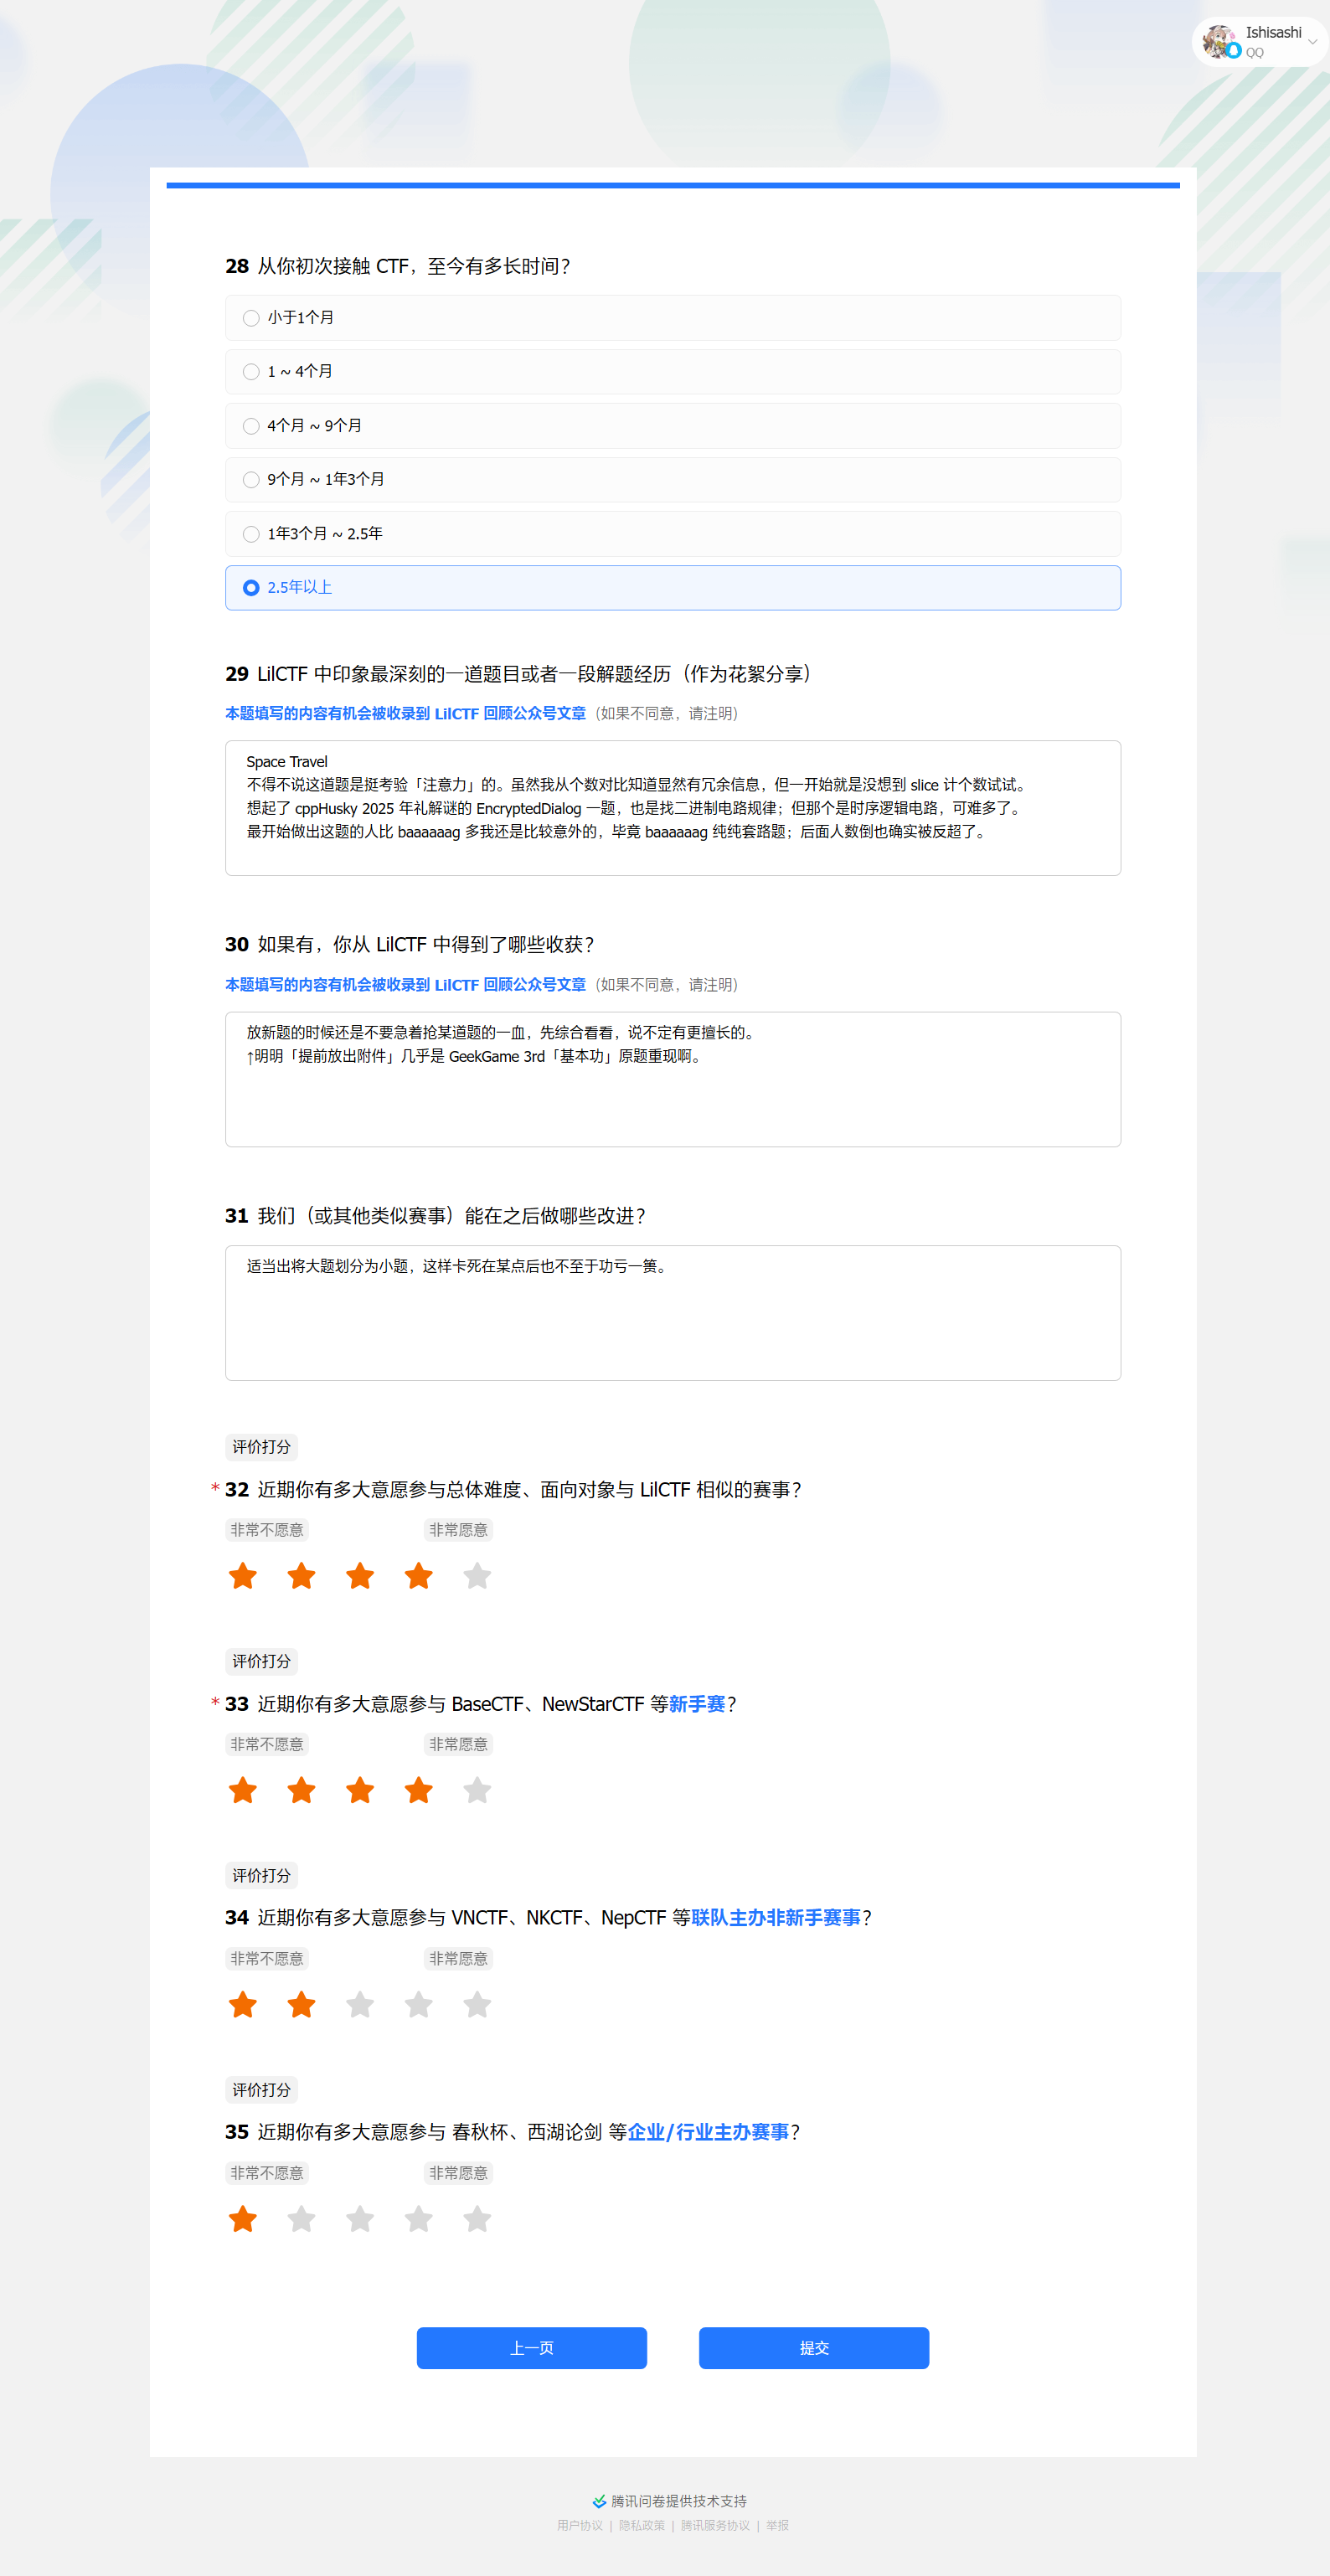 Ishisashi
QQ
28 从你初次接触 CTF，至今有多长时间？
小于1个月
1 ~ 4个月
4个月 ~ 9个月
9个月 ~ 1年3个月
1年3个月 ~ 2.5年
2.5年以上
29 LilCTF 中印象最深刻的一道题目或者一段解题经历（作为花絮分享）
本题填写的内容有机会被收录到 LilCTF 回顾公众号文章（如果不同意，请注明）
Space Travel
不得不说这道题是挺考验「注意力」的。虽然我从个数对比知道显然有冗余信息，但一开始就是没想到 slice 计个数试试。
想起了 cppHusky 2025 年礼解谜的 EncryptedDialog 一题，也是找二进制电路规律；但那个是时序逻辑电路，可难多了。
最开始做出这题的人比 baaaaaag 多我还是比较意外的，毕竟 baaaaaag 纯纯套路题；后面人数倒也确实被反超了。
30 如果有，你从 LilCTF 中得到了哪些收获？
本题填写的内容有机会被收录到 LilCTF 回顾公众号文章（如果不同意，请注明）
放新题的时候还是不要急着抢某道题的一血，先综合看看，说不定有更擅长的。
↑明明「提前放出附件」几乎是 GeekGame 3rd「基本功」原题重现啊。
31 我们（或其他类似赛事）能在之后做哪些改进？
适当出将大题划分为小题，这样卡死在某点后也不至于功亏一篑。
评价打分
* 32 近期你有多大意愿参与总体难度、面向对象与 LilCTF 相似的赛事？
非常不愿意 非常愿意
评价打分
* 33 近期你有多大意愿参与 BaseCTF、NewStarCTF 等新手赛？
非常不愿意 非常愿意
评价打分
34 近期你有多大意愿参与 VNCTF、NKCTF、NepCTF 等联队主办非新手赛事？
非常不愿意 非常愿意
评价打分
35 近期你有多大意愿参与 春秋杯、西湖论剑 等企业/行业主办赛事？
非常不愿意 非常愿意
上一页 提交
腾讯问卷提供技术支持
用户协议 | 隐私政策 | 腾讯服务协议 | 举报